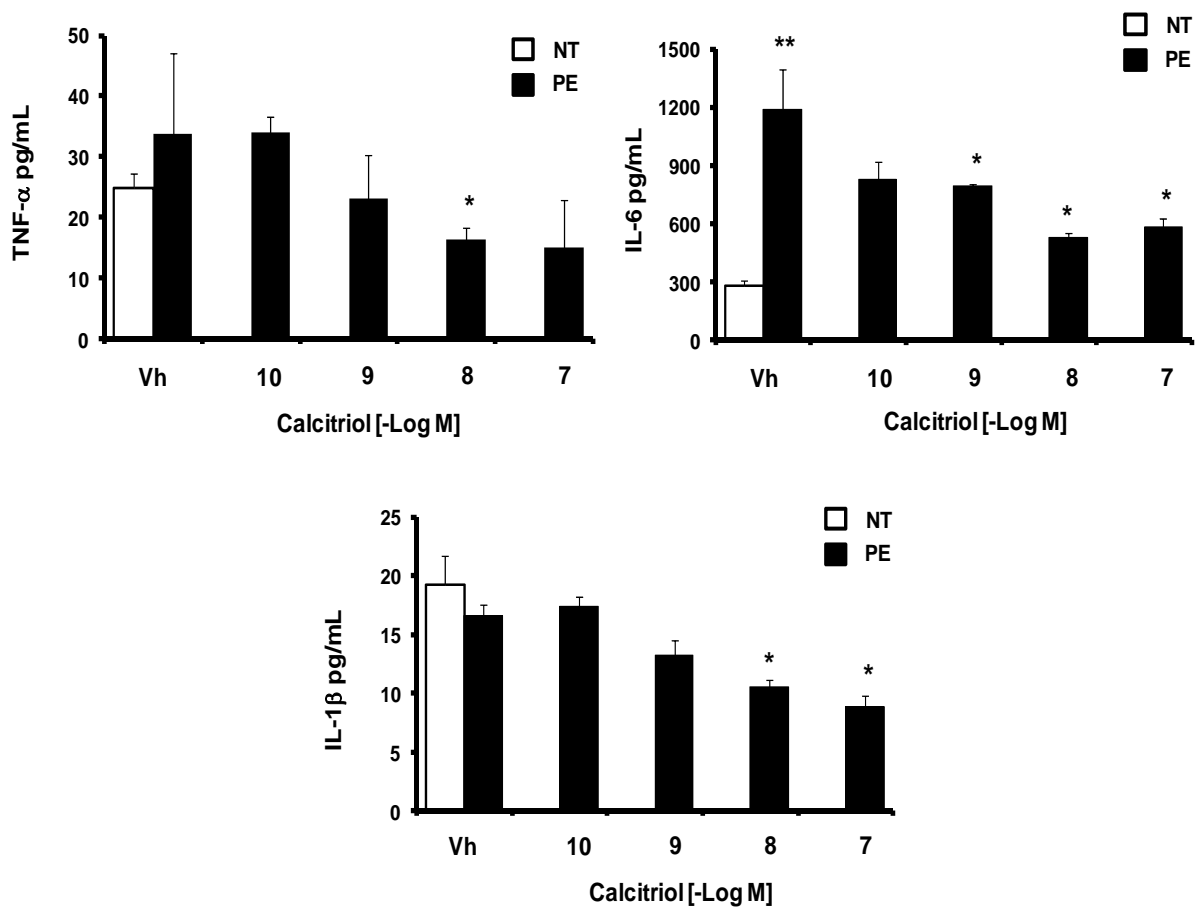 NT
PE
TNF-α pg/mL
50
40
30
20
10
0
*
Vh 10 9 8 7
Calcitriol [-Log M]
NT
PE
IL-6 pg/mL
1500
1200
900
600
300
0
**
*
*
*
Vh 10 9 8 7
Calcitriol [-Log M]
NT
PE
IL-1β pg/mL
25
20
15
10
5
0
*
*
Vh 10 9 8 7
Calcitriol [-Log M]